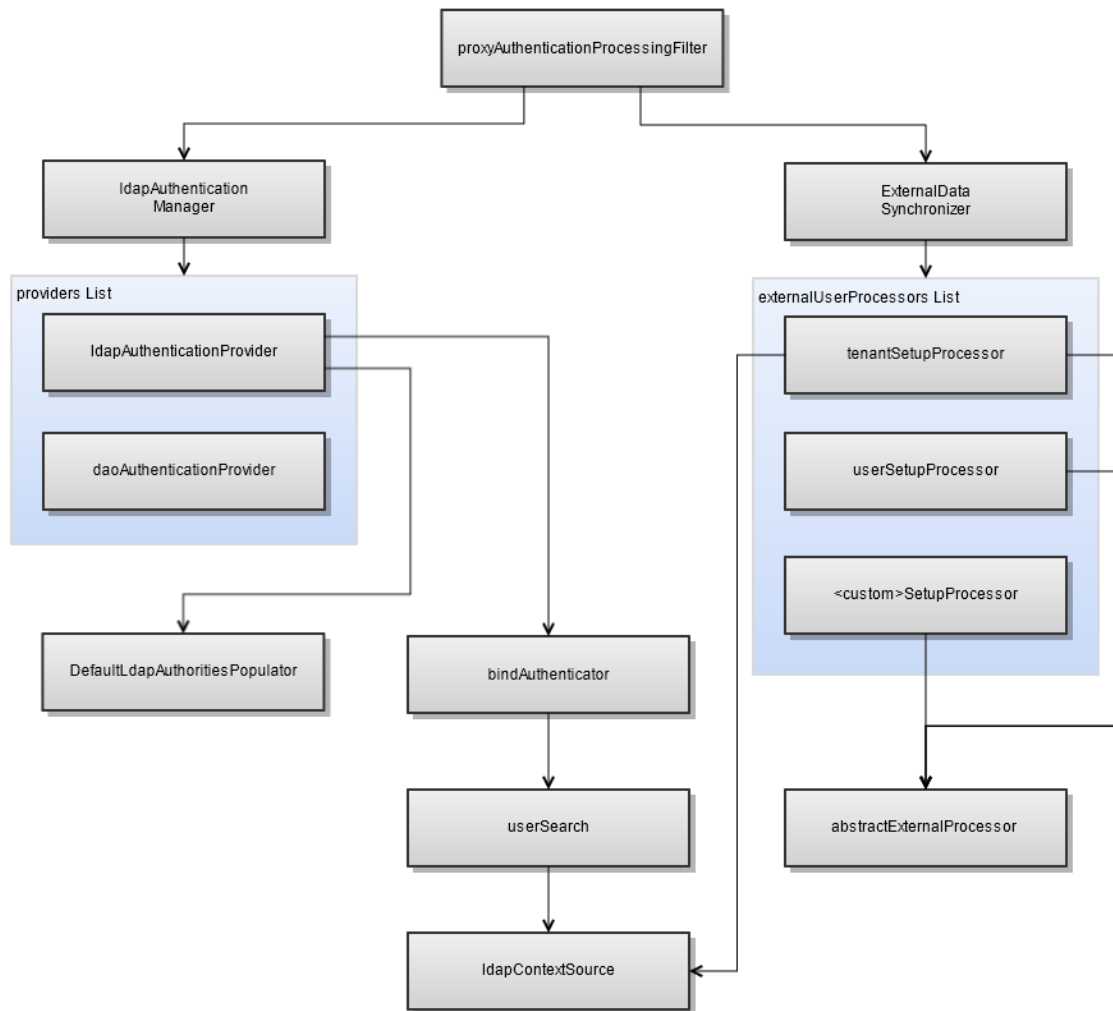 proxyAuthenticationProcessingFilter
ldapAuthentication
Manager
ExternalData
Synchronizer
providers List
ldapAuthenticationProvider
daoAuthenticationProvider
externalUserProcessors List
tenantSetupProcessor
userSetupProcessor
<custom>SetupProcessor
DefaultLdapAuthoritiesPopulator
bindAuthenticator
userSearch
abstractExternalProcessor
ldapContextSource